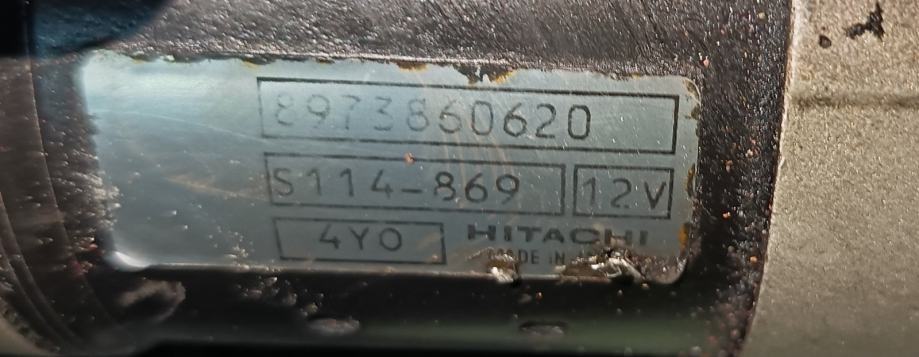 8973860620
S114-869 12V
4Y0 HITACHI
MADE IN